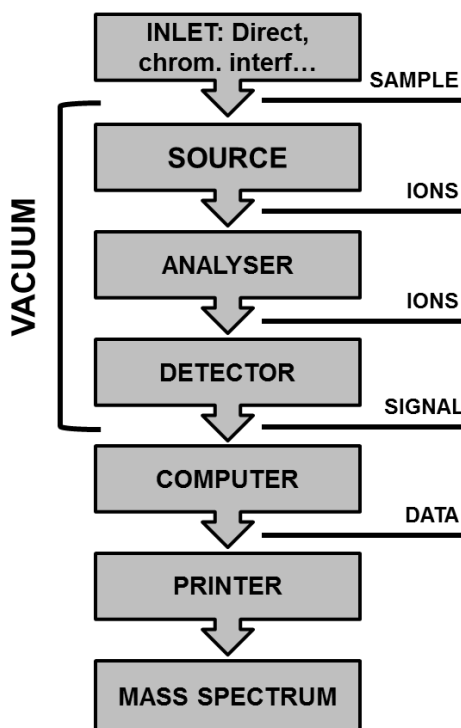 INLET: Direct,
chrom. interf...
SAMPLE
SOURCE
IONS
ANALYSER
IONS
DETECTOR
SIGNAL
COMPUTER
DATA
PRINTER
MASS SPECTRUM
VACUUM